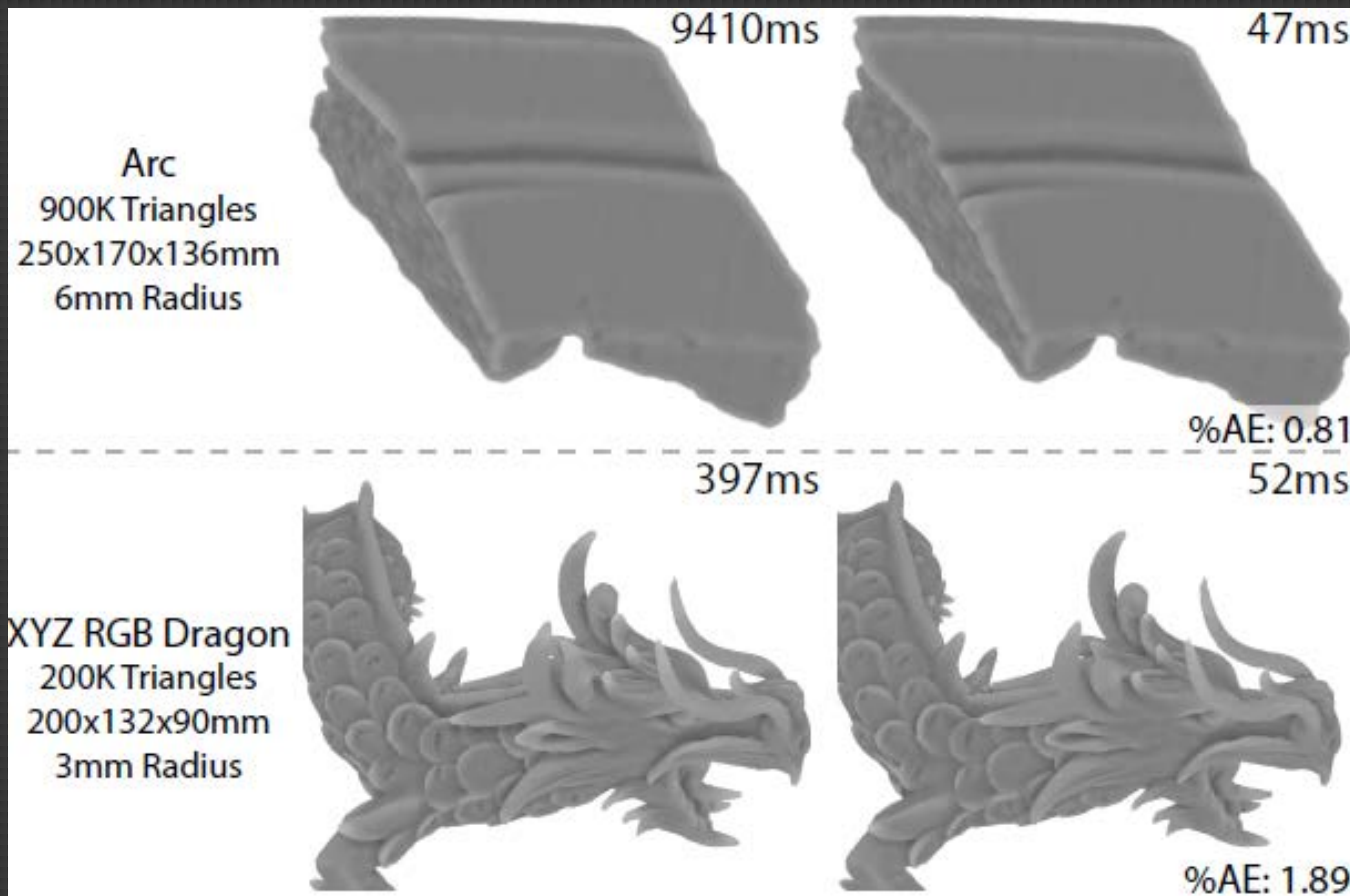 9410ms
47ms
Arc
900K Triangles
250x170x136mm
6mm Radius
%AE: 0.81
397ms
52ms
XYZ RGB Dragon
200K Triangles
200x132x90mm
3mm Radius
%AE: 1.89